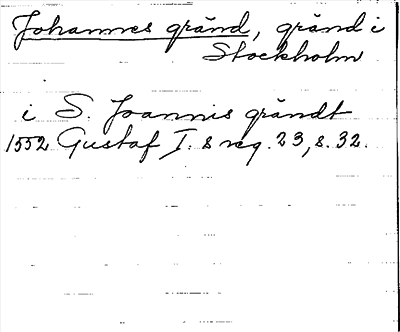 Johannes gränd, gränd i
Stockholm
i S. Joannis grändt
1552 Gustaf I. s reg. 23, s. 32.